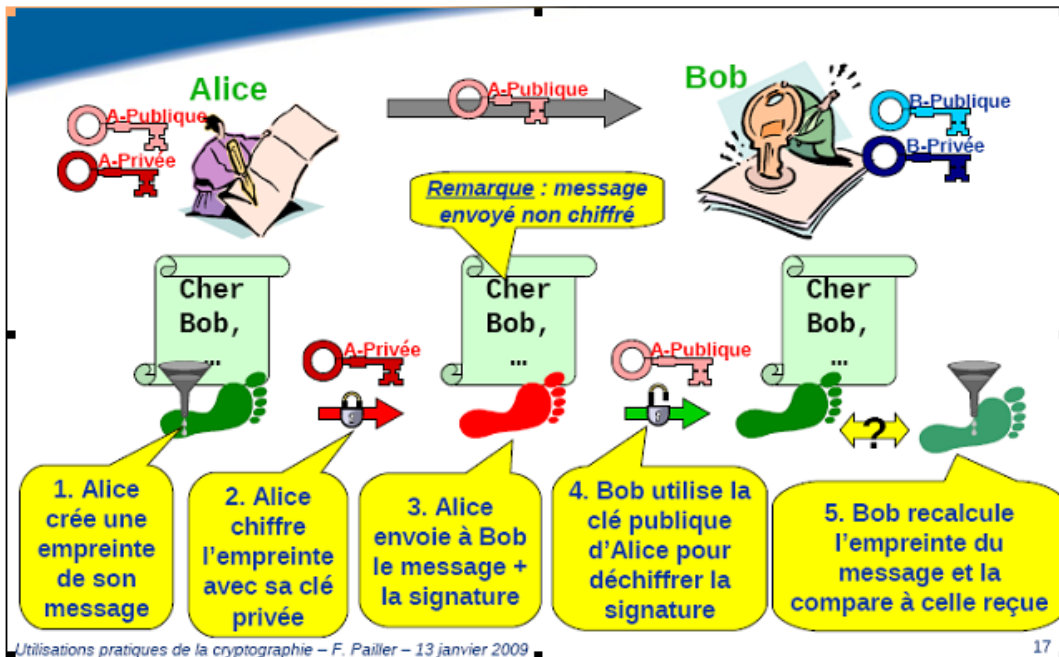 Alice
Bob
A-Publique
A-Privée
A-Publique
B-Publique
B-Privée
Remarque : message
envoyé non chiffré
Cher
Bob,
...
A-Privée
Cher
Bob,
...
A-Publique
Cher
Bob,
...
?
1. Alice
crée une
empreinte
de son
message
2. Alice
chiffre
l'empreinte
avec sa clé
privée
3. Alice
envoie à Bob
le message +
la signature
4. Bob utilise la
clé publique
d'Alice pour
déchiffrer la
signature
5. Bob recalcule
l'empreinte du
message et la
compare à celle reçue
Utilisations pratiques de la cryptographie – F. Pailler – 13 janvier 2009
17